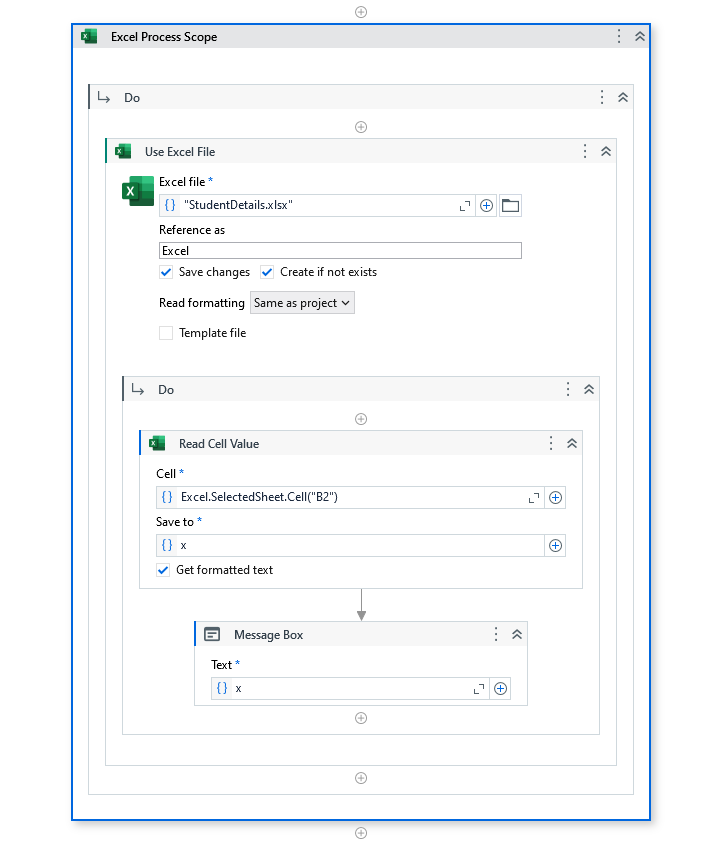 Excel Process Scope
Do
Use Excel File
Excel file *
"StudentDetails.xlsx"
Reference as
Excel
Save changes Create if not exists
Read formatting Same as project
Template file
Do
Read Cell Value
Cell *
Excel.SelectedSheet.Cell("B2")
Save to *
x
Get formatted text
Message Box
Text *
x